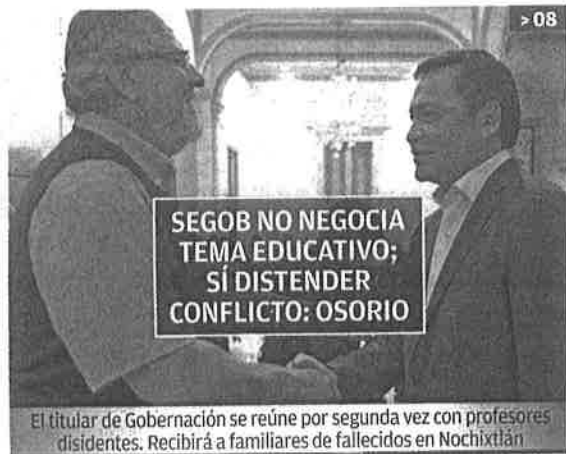 >08
SEGOB NO NEGOCIA
TEMA EDUCATIVO;
SÍ DISTENDER
CONFLICTO: OSORIO
El titular de Gobernación se reúne por segunda vez con profesores
disidentes. Recibirá a familiares de fallecidos en Nochixtlán